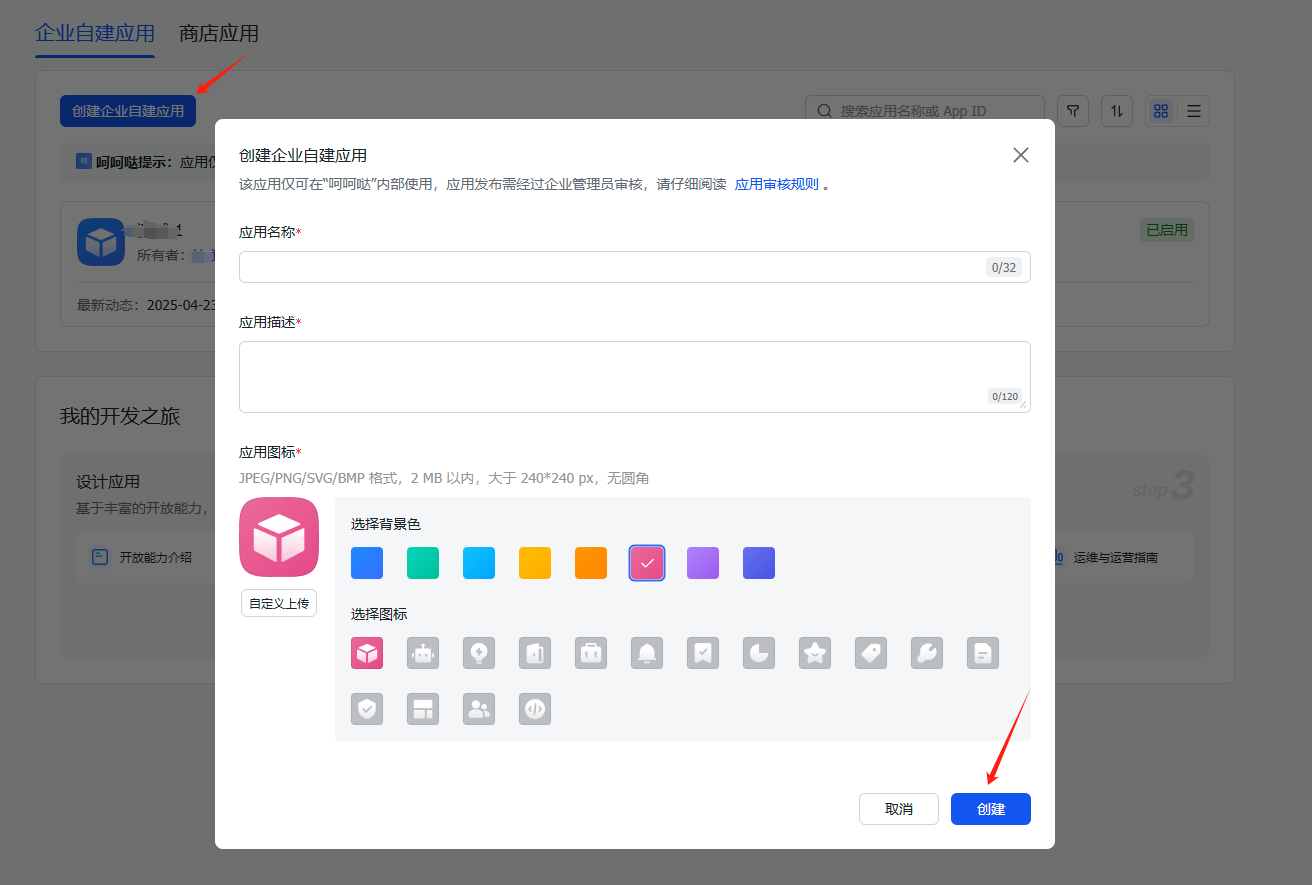 企业自建应用 商店应用
创建企业自建应用
搜索应用名称或 App ID
呵呵哒提示：应用仅
1
所有者：
已启用
最新动态：2025-04-23
我的开发之旅
设计应用
基于丰富的开放能力，
开放能力介绍
step3
运维与运营指南
创建企业自建应用
该应用仅可在“呵呵哒”内部使用，应用发布需经过企业管理员审核，请仔细阅读 应用审核规则 。
应用名称*
0/32
应用描述*
0/120
应用图标*
JPEG/PNG/SVG/BMP 格式，2 MB 以内，大于 240*240 px，无圆角
自定义上传
选择背景色
选择图标
取消
创建